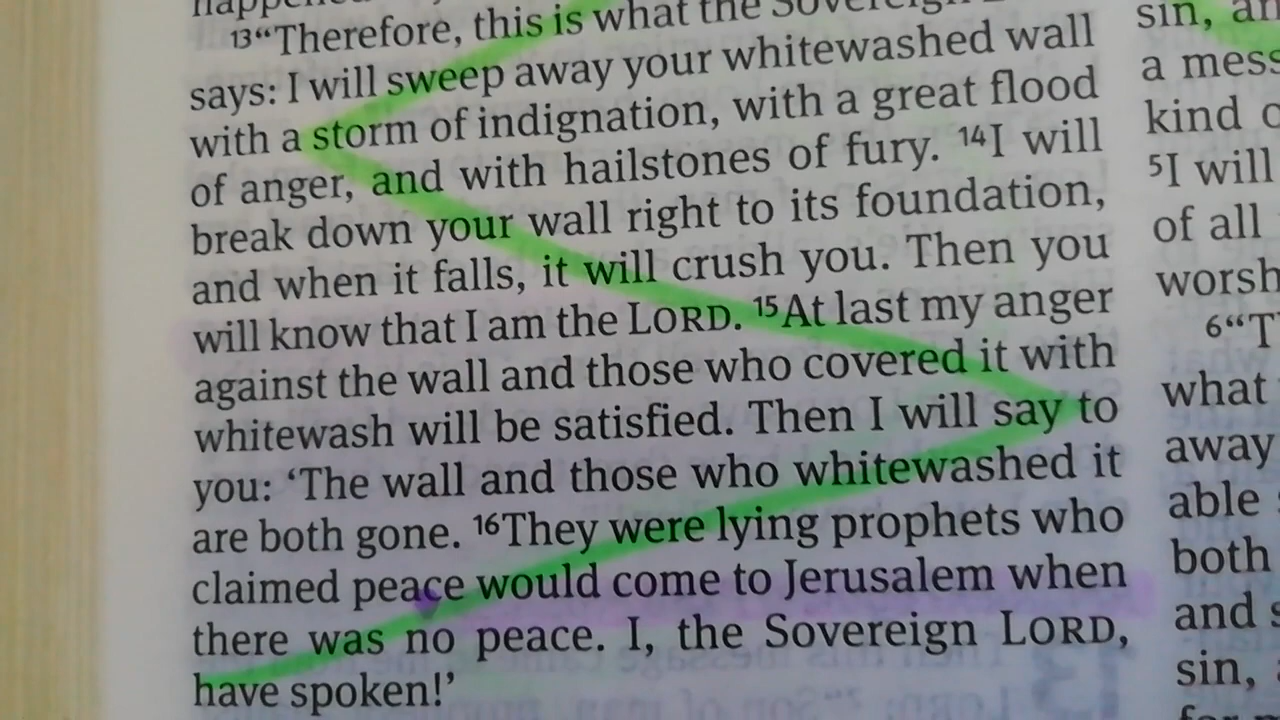 happened
¹³“Therefore, this is what the Sovereign
says: I will sweep away your whitewashed wall
with a storm of indignation, with a great flood
of anger, and with hailstones of fury. ¹⁴I will
break down your wall right to its foundation,
and when it falls, it will crush you. Then you
will know that I am the LORD. ¹⁵At last my anger
against the wall and those who covered it with
whitewash will be satisfied. Then I will say to
you: ‘The wall and those who whitewashed it
are both gone. ¹⁶They were lying prophets who
claimed peace would come to Jerusalem when
there was no peace. I, the Sovereign LORD,
have spoken!’
sin,
a
kind
⁵I will
of all
⁶“
what
away
able
both
and
sin,